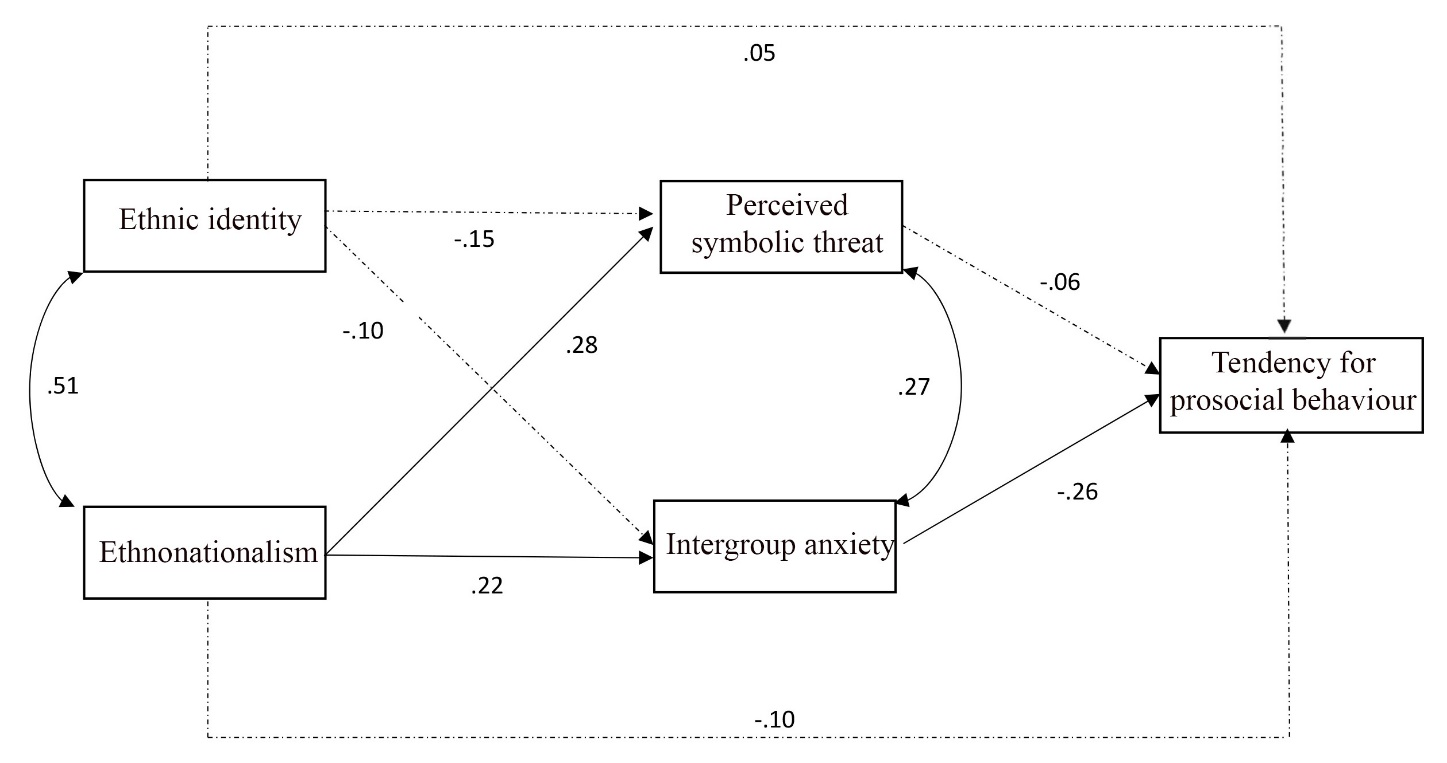 .05
Ethnic identity
Perceived
symbolic threat
-.15
-.06
-.10
.28
.51
.27
Tendency for
prosocial behaviour
-.26
Ethnonationalism
Intergroup anxiety
.22
-.10